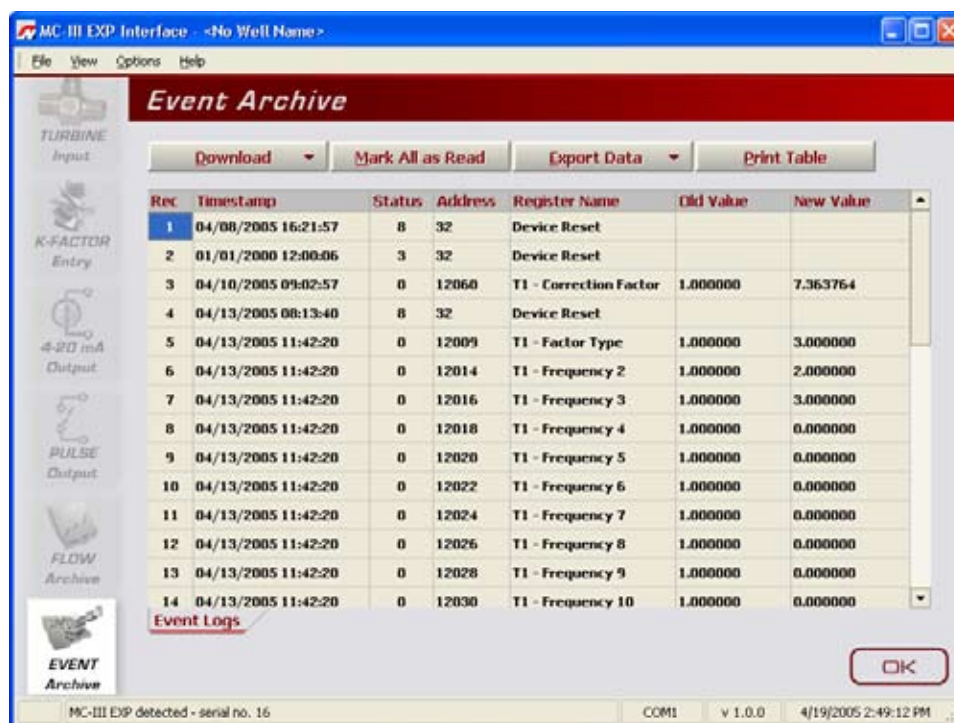 MC-III EXP Interface - <No Well Name>
File View Options Help
Event Archive
TURBINE
Input
K-FACTOR
Entry
4-20 mA
Output
PULSE
Output
FLOW
Archive
EVENT
Archive
Download Mark All as Read Export Data Print Table
Rec Timestamp Status Address Register Name Old Value New Value
1 04/08/2005 16:21:57 8 32 Device Reset
2 01/01/2000 12:00:06 3 32 Device Reset
3 04/10/2005 09:02:57 0 12060 T1 - Correction Factor 1.000000 7.363764
4 04/13/2005 08:13:40 8 32 Device Reset
5 04/13/2005 11:42:20 0 12009 T1 - Factor Type 1.000000 3.000000
6 04/13/2005 11:42:20 0 12014 T1 - Frequency 2 1.000000 2.000000
7 04/13/2005 11:42:20 0 12016 T1 - Frequency 3 1.000000 3.000000
8 04/13/2005 11:42:20 0 12018 T1 - Frequency 4 1.000000 0.000000
9 04/13/2005 11:42:20 0 12020 T1 - Frequency 5 1.000000 0.000000
10 04/13/2005 11:42:20 0 12022 T1 - Frequency 6 1.000000 0.000000
11 04/13/2005 11:42:20 0 12024 T1 - Frequency 7 1.000000 0.000000
12 04/13/2005 11:42:20 0 12026 T1 - Frequency 8 1.000000 0.000000
13 04/13/2005 11:42:20 0 12028 T1 - Frequency 9 1.000000 0.000000
14 04/13/2005 11:42:20 0 12030 T1 - Frequency 10 1.000000 0.000000
Event Logs
OK
MC-III EXP detected - serial no. 16 COM1 v 1.0.0 4/19/2005 2:49:12 PM